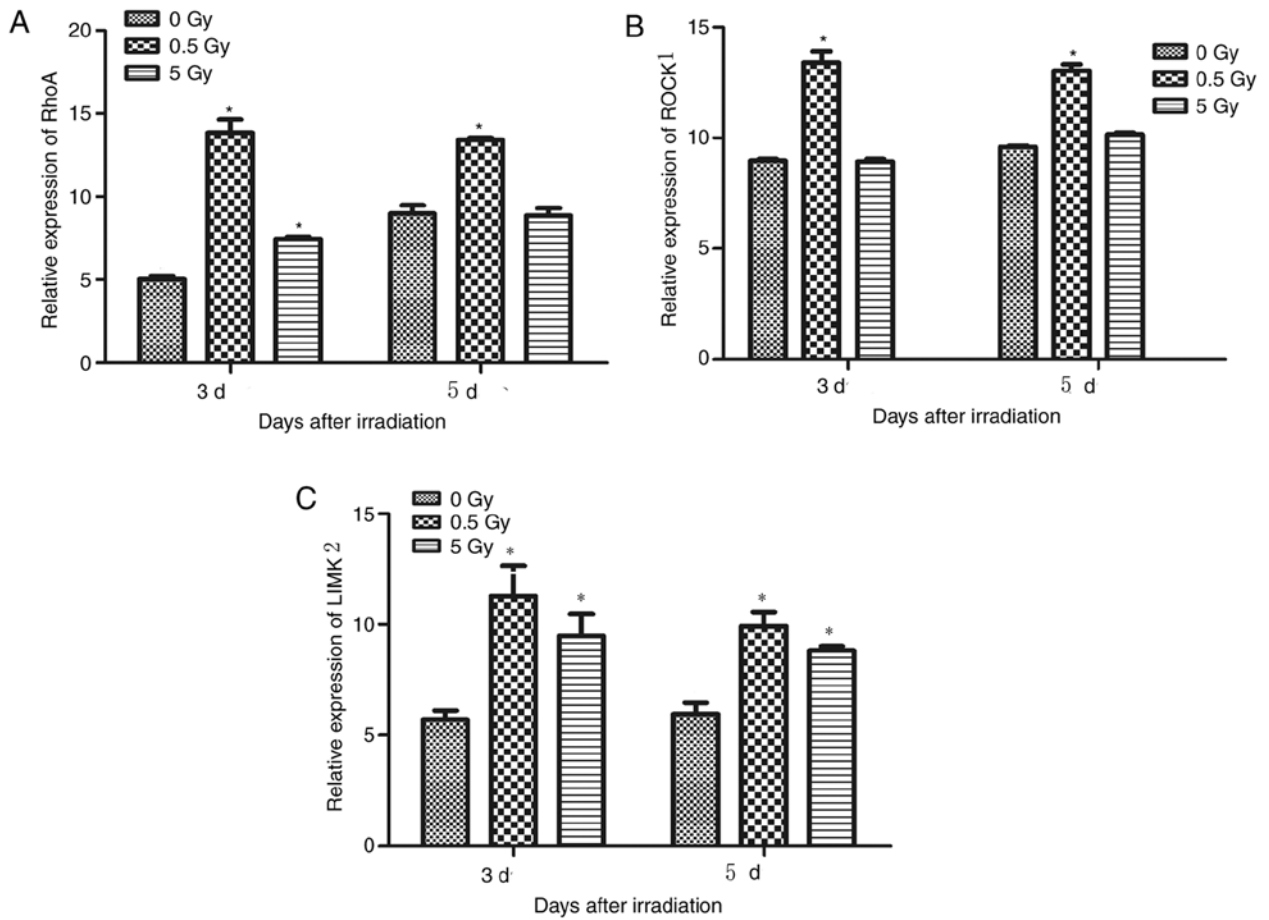 A
0 Gy
0.5 Gy
5 Gy
Relative expression of RhoA
20
15
10
5
0
*
*
*
3 d
5 d
Days after irradiation
B
0 Gy
0.5 Gy
5 Gy
Relative expression of ROCK1
15
10
5
0
*
*
3 d
5 d
Days after irradiation
C
0 Gy
0.5 Gy
5 Gy
Relative expression of LIMK 2
15
10
5
0
*
*
*
*
3 d
5 d
Days after irradiation